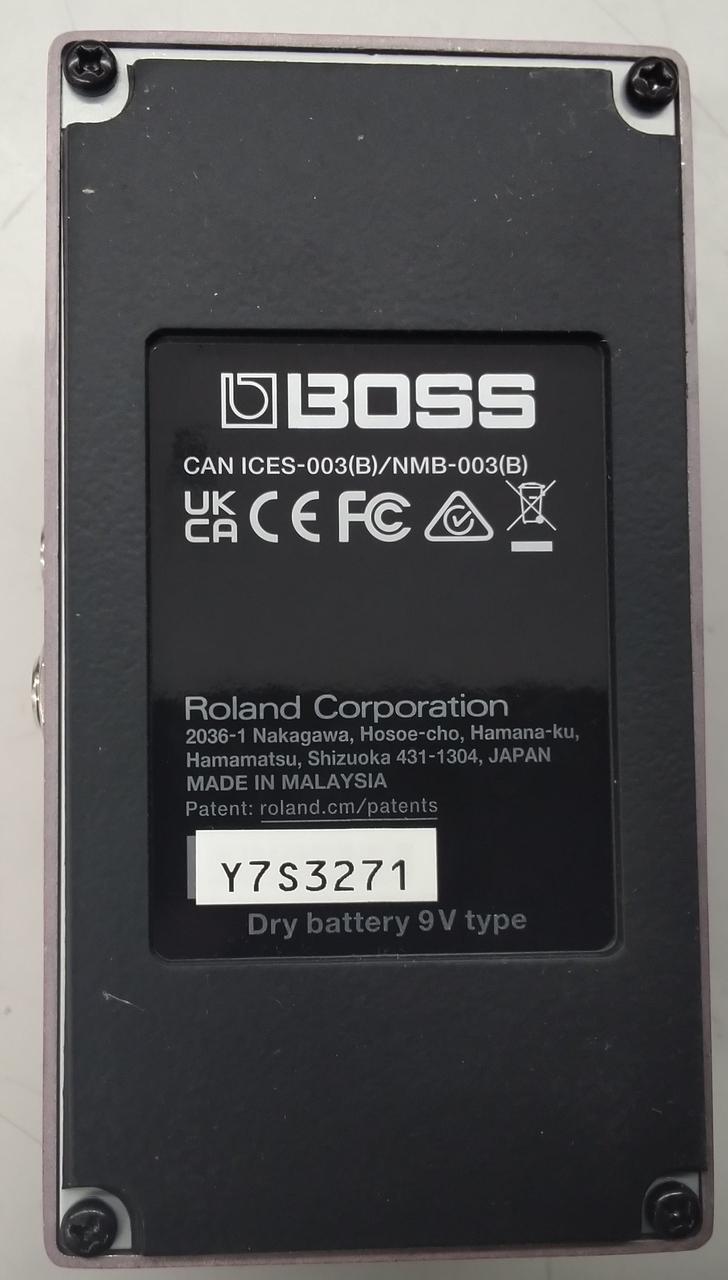 BOSS
CAN ICES-003(B)/NMB-003(B)
UK
CA CE FC
Roland Corporation
2036-1 Nakagawa, Hosoe-cho, Hamana-ku,
Hamamatsu, Shizuoka 431-1304, JAPAN
MADE IN MALAYSIA
Patent: roland.cm/patents
Y7S3271
Dry battery 9V type